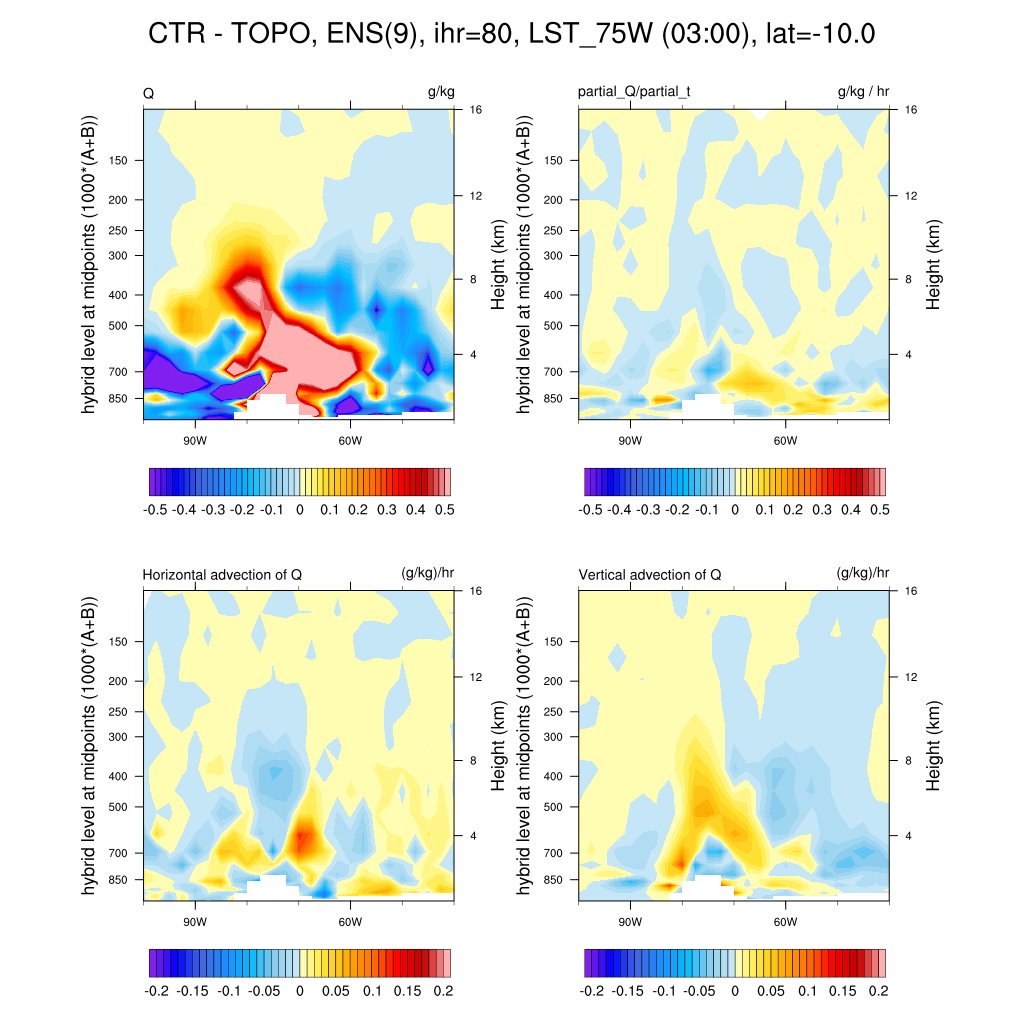 CTR - TOPO, ENS(9), ihr=80, LST_75W (03:00), lat=-10.0
Q g/kg
hybrid level at midpoints (1000*(A+B))
150
200
250
300
400
500
700
850
16
12
8
4
Height (km)
90W 60W
-0.5 -0.4 -0.3 -0.2 -0.1 0 0.1 0.2 0.3 0.4 0.5
partial_Q/partial_t g/kg / hr
hybrid level at midpoints (1000*(A+B))
150
200
250
300
400
500
700
850
16
12
8
4
Height (km)
90W 60W
-0.5 -0.4 -0.3 -0.2 -0.1 0 0.1 0.2 0.3 0.4 0.5
Horizontal advection of Q (g/kg)/hr
hybrid level at midpoints (1000*(A+B))
150
200
250
300
400
500
700
850
16
12
8
4
Height (km)
90W 60W
-0.2 -0.15 -0.1 -0.05 0 0.05 0.1 0.15 0.2
Vertical advection of Q (g/kg)/hr
hybrid level at midpoints (1000*(A+B))
150
200
250
300
400
500
700
850
16
12
8
4
Height (km)
90W 60W
-0.2 -0.15 -0.1 -0.05 0 0.05 0.1 0.15 0.2